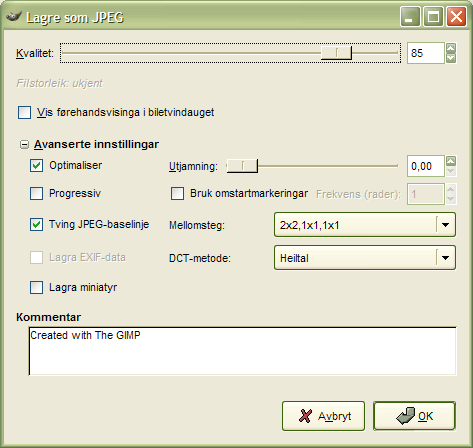 Lagre som JPEG
Kvalitet: 85
Filstorleik: ukjent
Vis førehandsvisinga i biletvindauget
Avanserte innstillingar
Optimaliser Utjamning: 0,00
Progressiv Bruk omstartmarkeringar Frekvens (rader): 1
Tving JPEG-baselinje Mellomsteg: 2x2,1x1,1x1
Lagra EXIF-data DCT-metode: Heiltal
Lagra miniatyr
Kommentar
Created with The GIMP
Avbryt OK